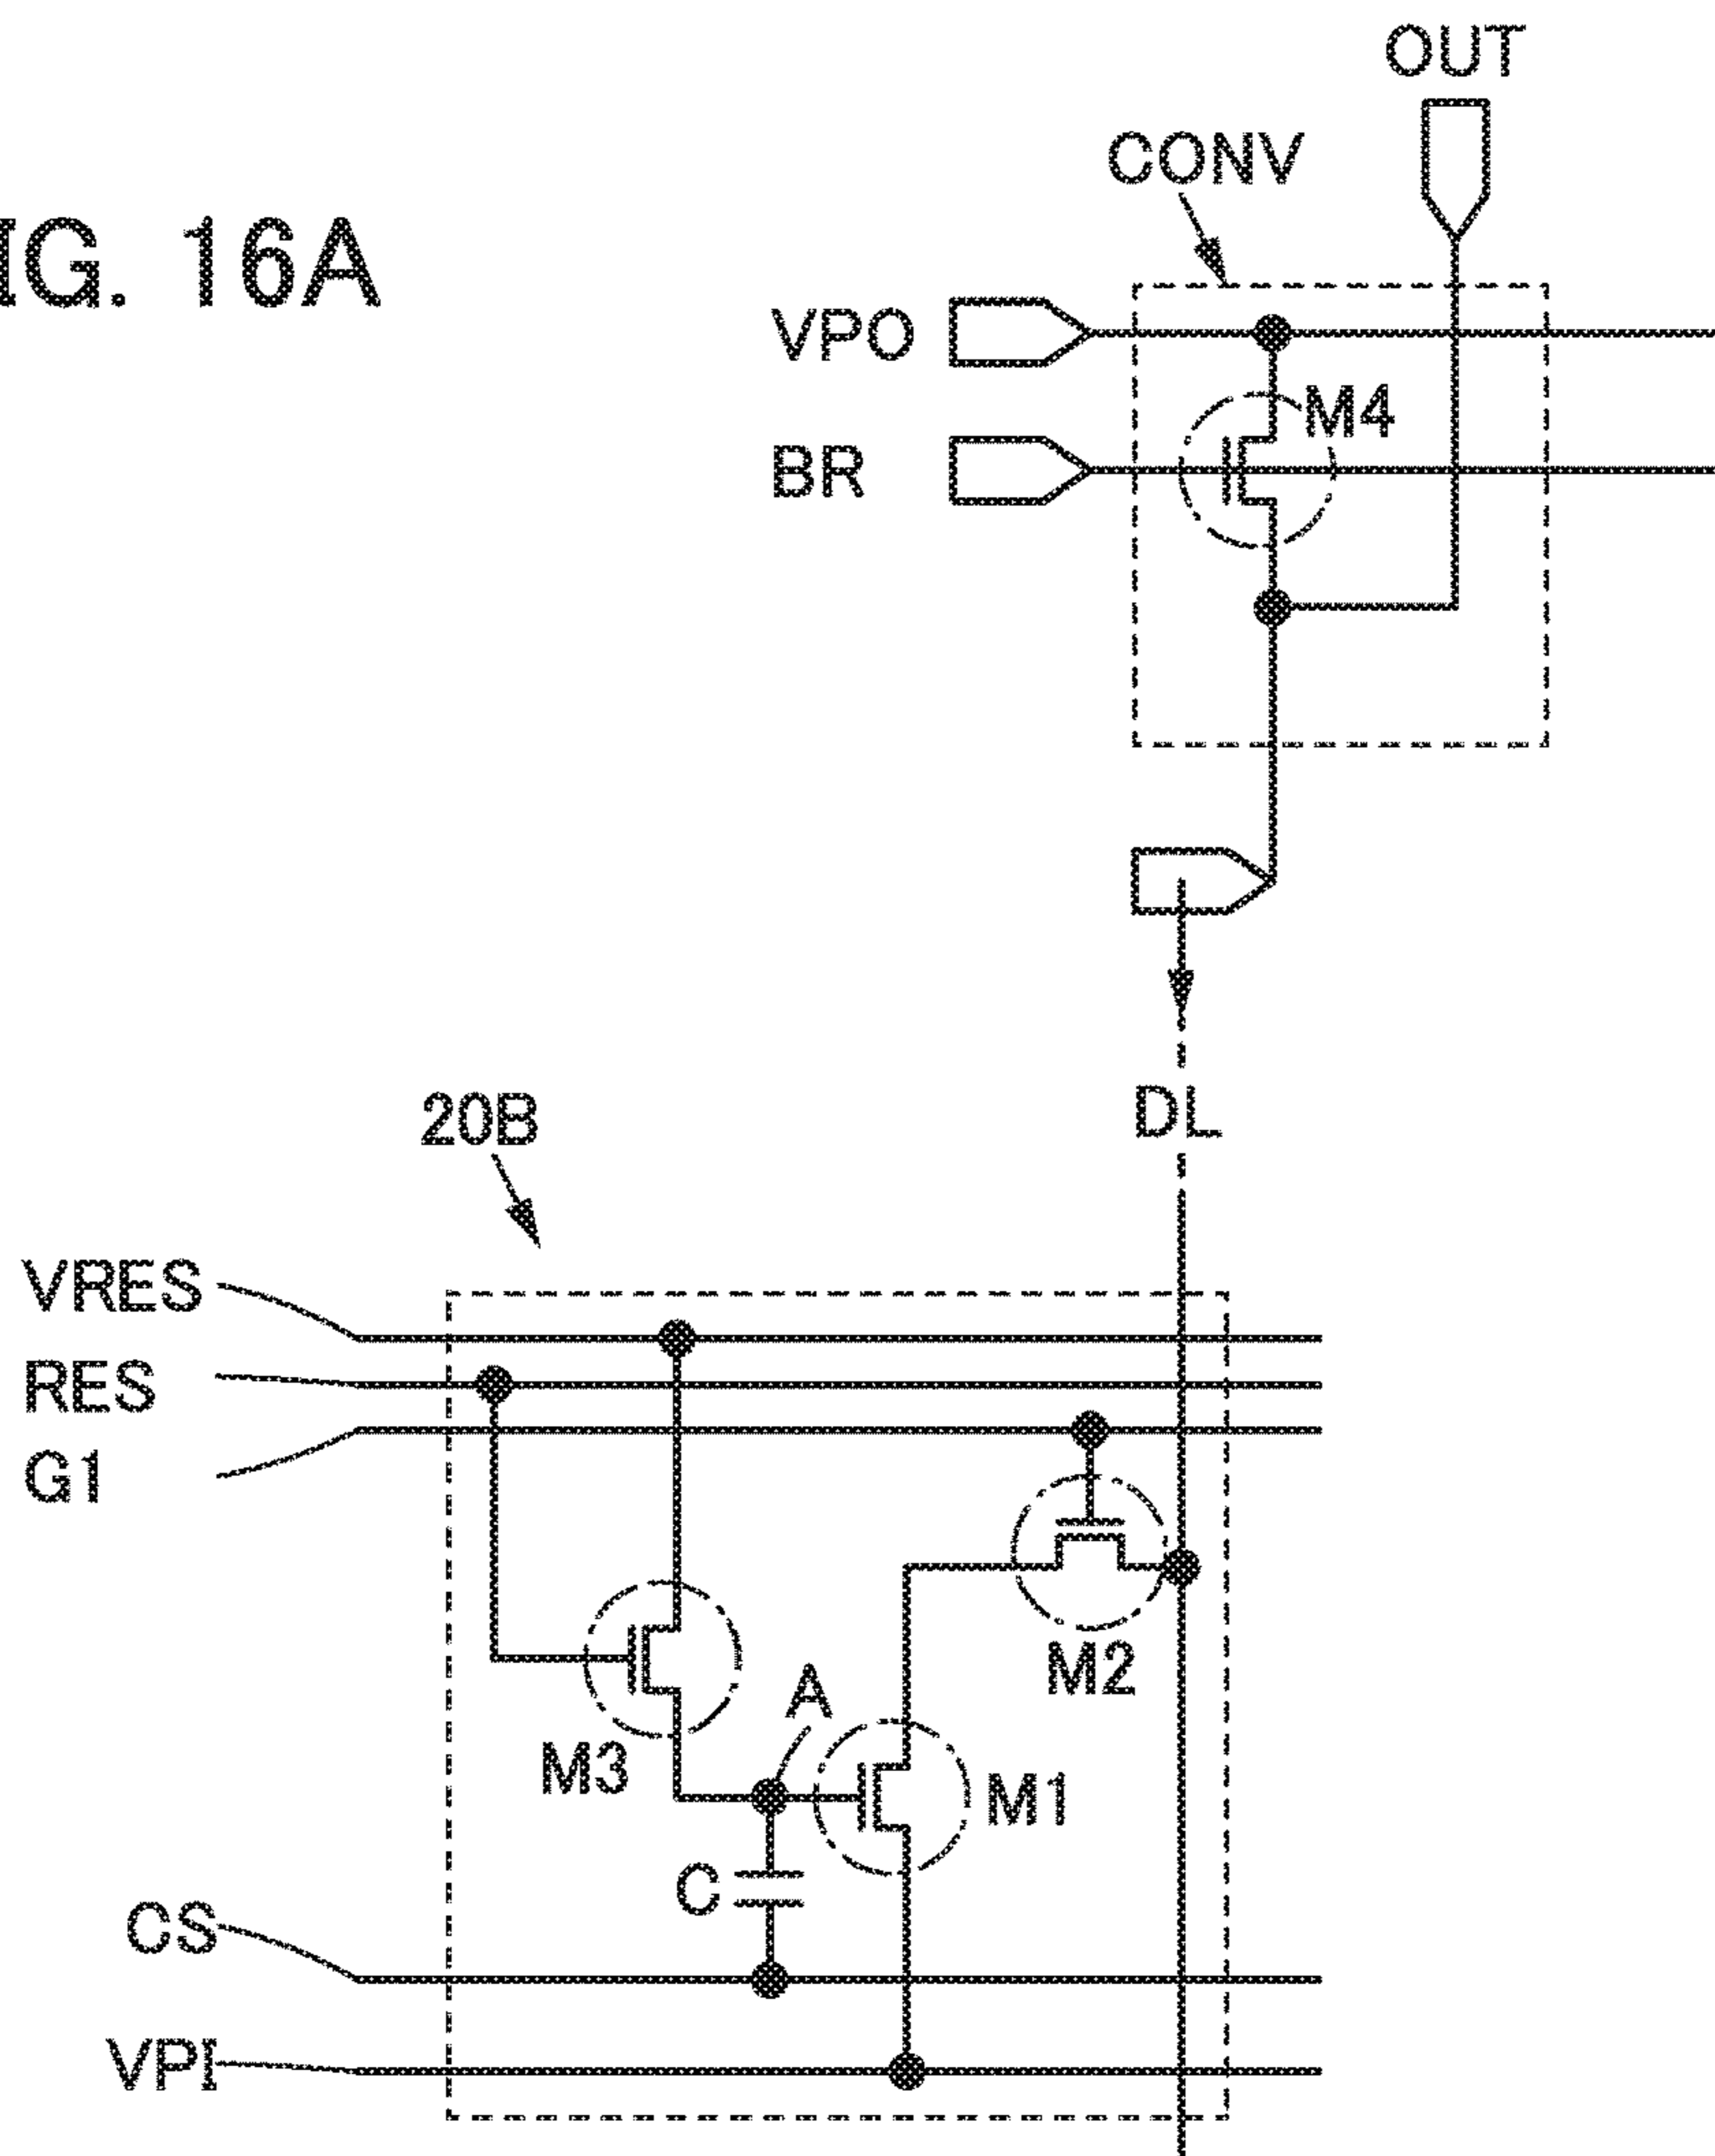 OUT
CONV
IG. 16A
VPO
M4
BR
DL
20B
VRES
RES
G1
M2
A
M3
M1
C
CS
VPI